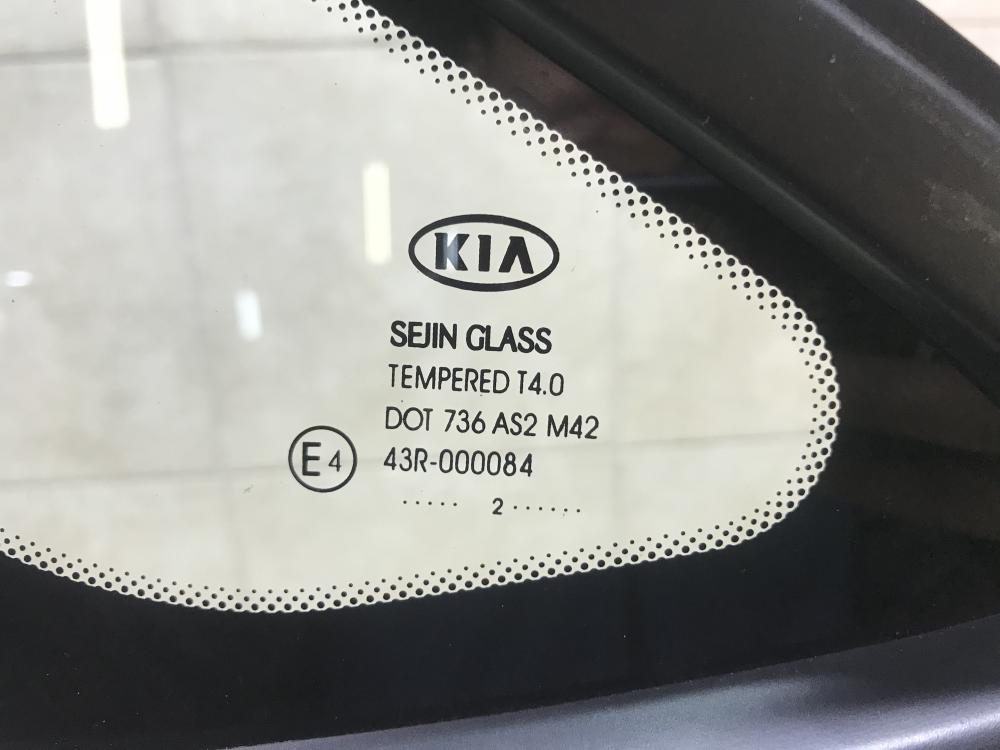 KIA
SEJIN GLASS
TEMPERED T4.0
DOT 736 AS2 M42
E4 43R-000084
····· 2 ······